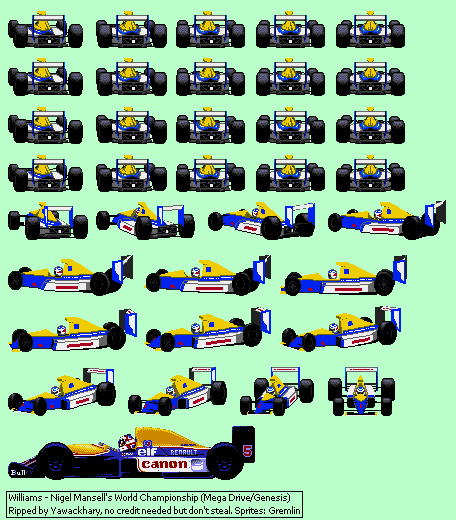 elf
RENAULT
canon
5
Bull
Williams - Nigel Mansell's World Championship (Mega Drive/Genesis)
Ripped by Yawackhary, no credit needed but don't steal. Sprites: Gremlin